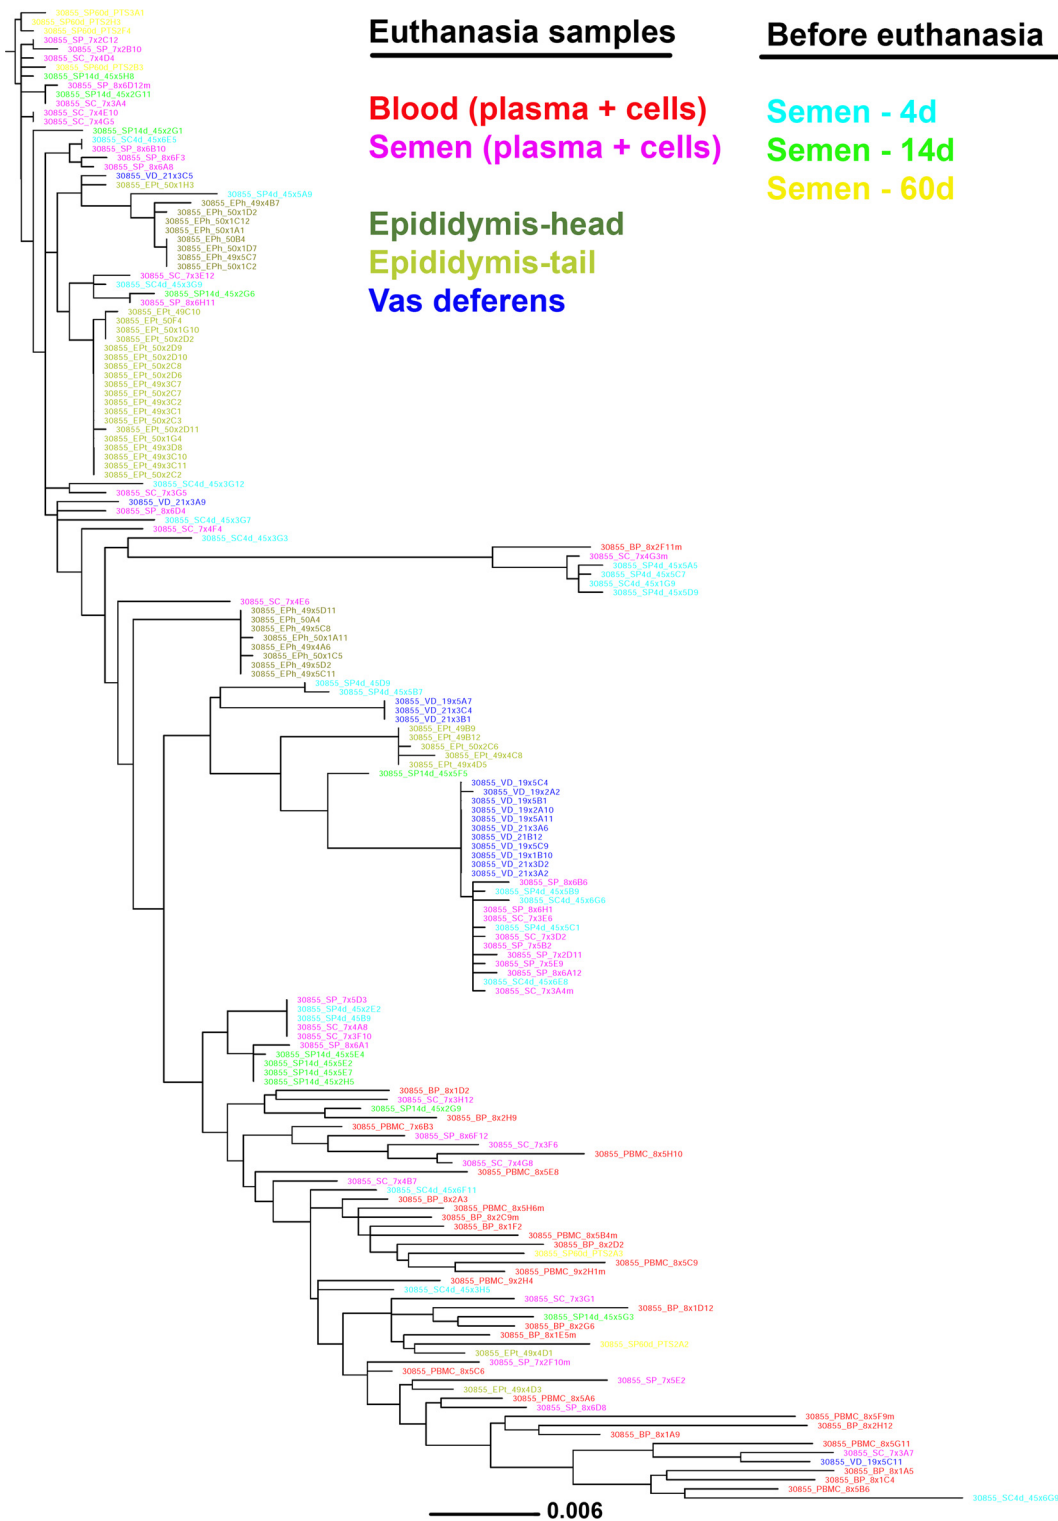 Euthanasia samples
Before euthanasia
Blood (plasma + cells)
Semen (plasma + cells)
Semen - 4d
Semen - 14d
Semen - 60d
Epididymis-head
Epididymis-tail
Vas deferens
30855_SP_7x2C12
30855_SP_7x2B10
30855_SC_7x4D4
30855_SP14d_45x5H8
30855_SP_8x6D12m
30855_SP14d_45x2G11
30855_SC_7x3A4
30855_SC_7x4E10
30855_SC_7x4G5
30855_SP14d_45x2G1
30855_SC4d_45x6E5
30855_SP_8x6B10
30855_SP_8x6F3
30855_SP_8x6A8
30855_VD_21x3C5
30855_EPt_50x1H3
30855_SP4d_45x5A9
30855_EPh_49x4B7
30855_EPh_50x1D2
30855_EPh_50x1C12
30855_EPh_50x1A1
30855_EPh_50B4
30855_EPh_50x1D7
30855_EPh_49x5C7
30855_EPh_50x1C2
30855_SC_7x3E12
30855_SC4d_45x3G9
30855_SP14d_45x2G6
30855_SP_8x6H11
30855_EPt_49C10
30855_EPt_50F4
30855_EPt_50x1G10
30855_EPt_50x2D2
30855_EPt_50x2D9
30855_EPt_50x2D10
30855_EPt_50x2C8
30855_EPt_50x2D6
30855_EPt_49x3C7
30855_EPt_50x2C7
30855_EPt_49x3C2
30855_EPt_49x3C1
30855_EPt_50x2C3
30855_EPt_50x2D11
30855_EPt_50x1G4
30855_EPt_49x3D8
30855_EPt_49x3C10
30855_EPt_49x3C11
30855_EPt_50x2C2
30855_SC4d_45x3G12
30855_SC_7x3G5
30855_VD_21x3A9
30855_SP_8x6D4
30855_SC4d_45x3G7
30855_SC_7x4F4
30855_SC4d_45x3G3
30855_BP_8x2F11m
30855_SC_7x4G3m
30855_SP4d_45x5A5
30855_SP4d_45x5C7
30855_SC4d_45x1G9
30855_SP4d_45x5D9
30855_SC_7x4E6
30855_EPh_49x5D11
30855_EPh_50A4
30855_EPh_49x5C8
30855_EPh_50x1A11
30855_EPh_49x4A6
30855_EPh_50x1C5
30855_EPh_49x5D2
30855_EPh_49x5C11
30855_SP4d_45D9
30855_SP4d_45x5B7
30855_VD_19x5A7
30855_VD_21x3C4
30855_VD_21x3B1
30855_EPt_49B9
30855_EPt_49B12
30855_EPt_50x2C6
30855_EPt_49x4C8
30855_EPt_49x4D5
30855_SP14d_45x5F5
30855_VD_19x5C4
30855_VD_19x2A2
30855_VD_19x5B1
30855_VD_19x2A10
30855_VD_19x5A11
30855_VD_21x3A6
30855_VD_21B12
30855_VD_19x5C9
30855_VD_19x1B10
30855_VD_21x3D2
30855_VD_21x3A2
30855_SP_8x6B6
30855_SP4d_45x5B9
30855_SC4d_45x6G6
30855_SP_8x6H1
30855_SC_7x3E6
30855_SP4d_45x5C1
30855_SC_7x3D2
30855_SP_7x5B2
30855_SP_7x2D11
30855_SP_7x5E9
30855_SP_8x6A12
30855_SC4d_45x6E8
30855_SC_7x3A4m
30855_SP_7x5D3
30855_SP4d_45x2E2
30855_SP4d_45B9
30855_SC_7x4A8
30855_SC_7x3F10
30855_SP_8x6A1
30855_SP14d_45x5E4
30855_SP14d_45x5E2
30855_SP14d_45x5E7
30855_SP14d_45x2H5
30855_BP_8x1D2
30855_SC_7x3H12
30855_SP14d_45x2G9
30855_BP_8x2H9
30855_PBMC_7x6B3
30855_SP_8x6F12
30855_SC_7x3F6
30855_PBMC_8x5H10
30855_SC_7x4G8
30855_PBMC_8x5E8
30855_SC_7x4B7
30855_SC4d_45x6F11
30855_BP_8x2A3
30855_PBMC_8x5H6m
30855_BP_8x2C9m
30855_BP_8x1F2
30855_PBMC_8x5B4m
30855_BP_8x2D2
30855_PBMC_8x5C9
30855_PBMC_9x2H1m
30855_PBMC_9x2H4
30855_SC4d_45x3H5
30855_SC_7x3G1
30855_BP_8x1D12
30855_SP14d_45x5G3
30855_BP_8x2G6
30855_BP_8x1E5m
30855_EPt_49x4D1
30855_SP_7x2F10m
30855_PBMC_8x5C6
30855_SP_7x5E2
30855_EPt_49x4D3
30855_PBMC_8x5A6
30855_SP_8x6D8
30855_PBMC_8x5F9m
30855_BP_8x2H12
30855_BP_8x1A9
30855_PBMC_8x5G11
30855_SC_7x3A7
30855_VD_19x5C11
30855_BP_8x1A5
30855_BP_8x1C4
30855_PBMC_8x5B6
30855_SC4d_45x6G9
0.006